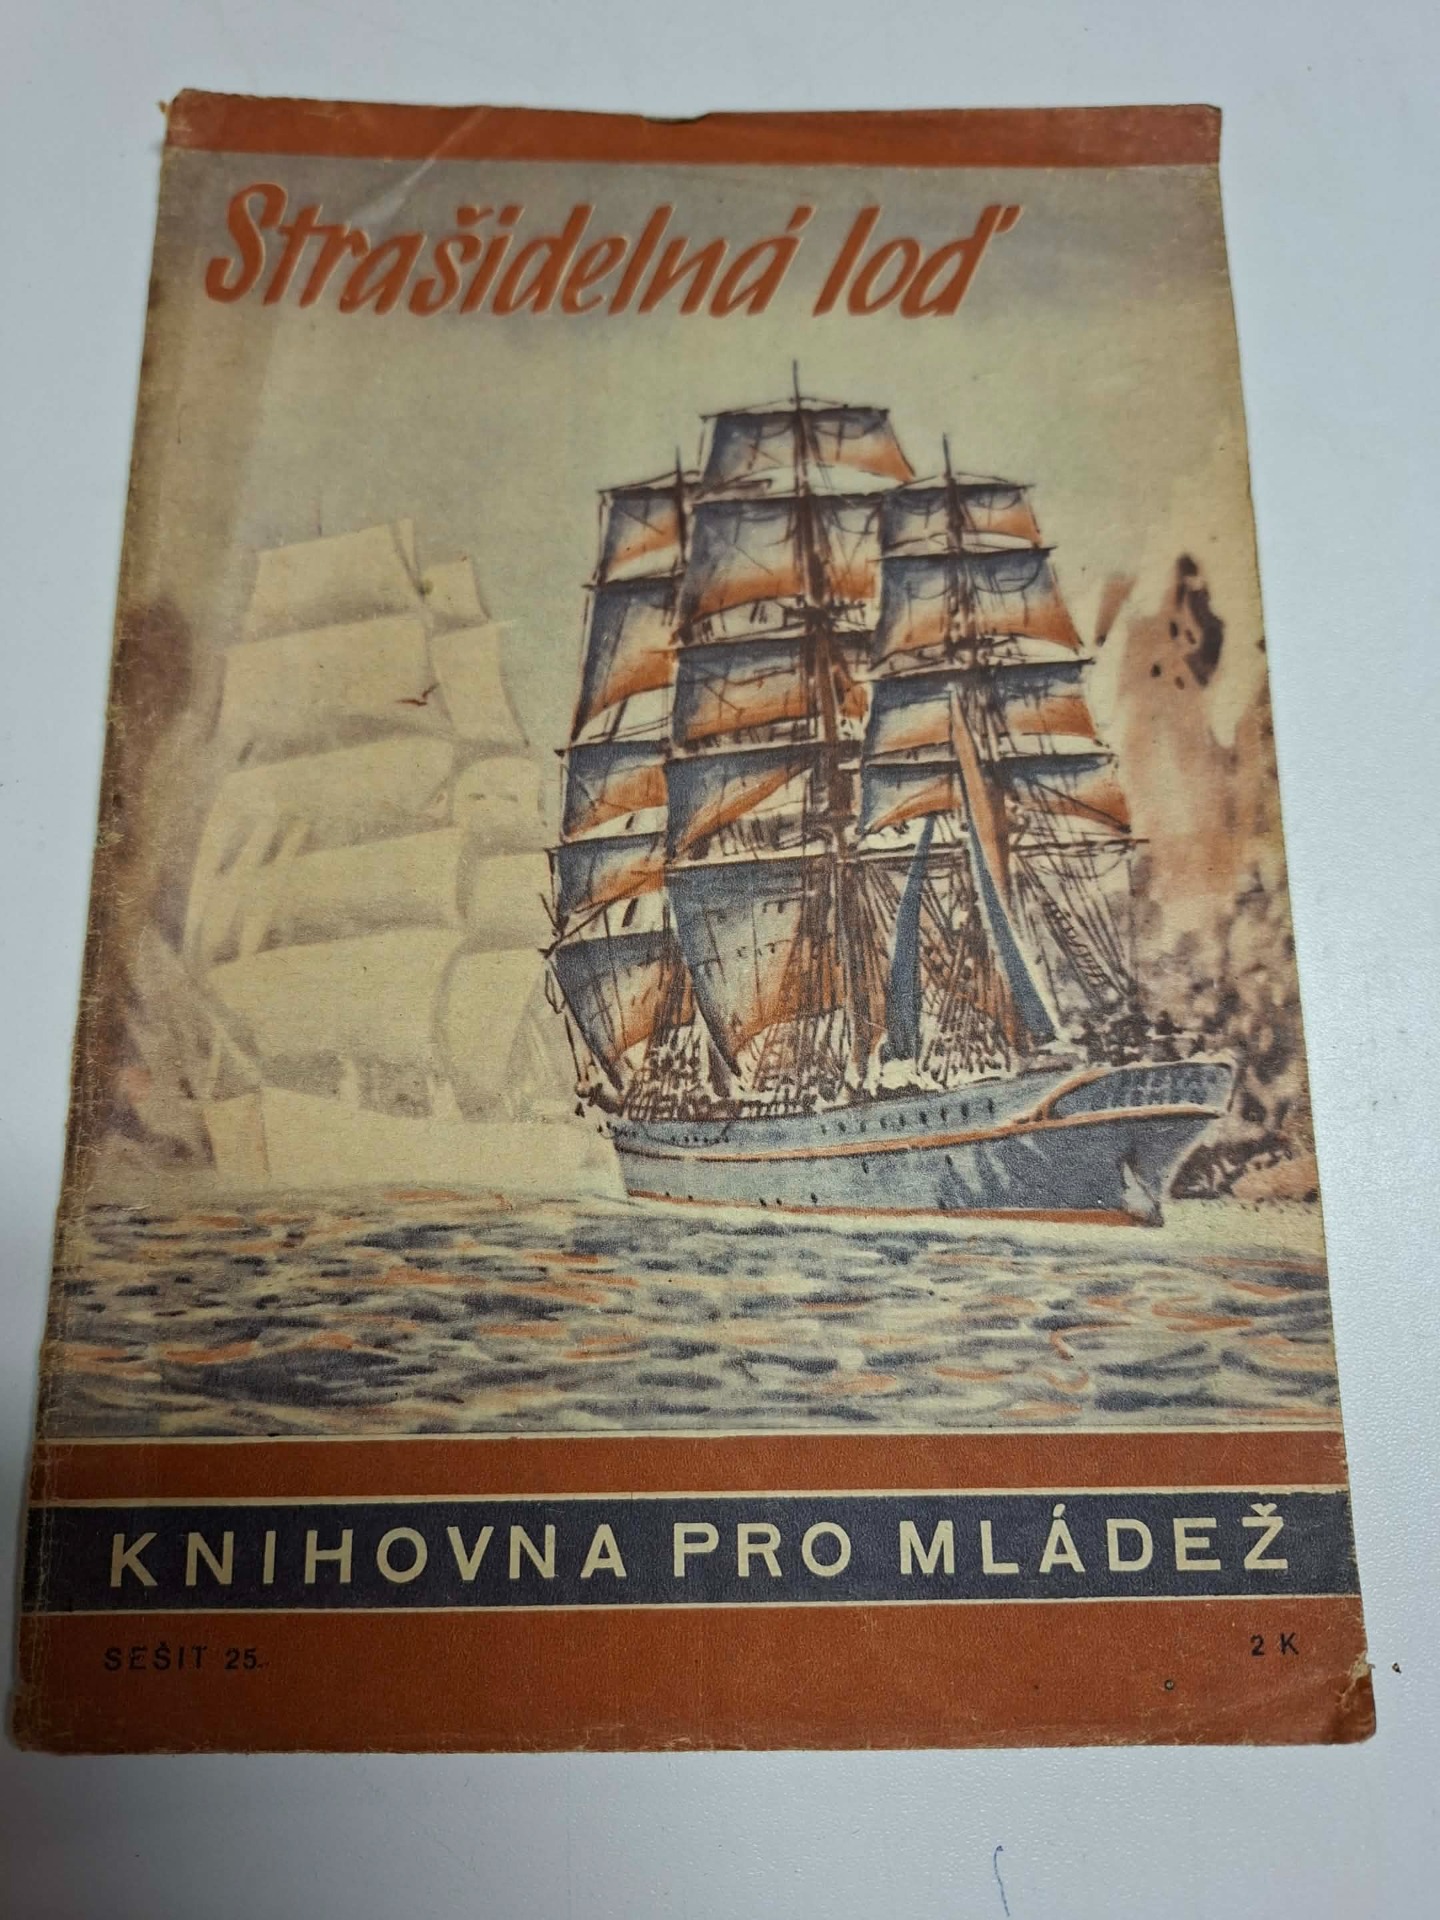 Strašidelná loď
KNIHOVNA PRO MLÁDEŽ
SEŠIT 25.
2 K